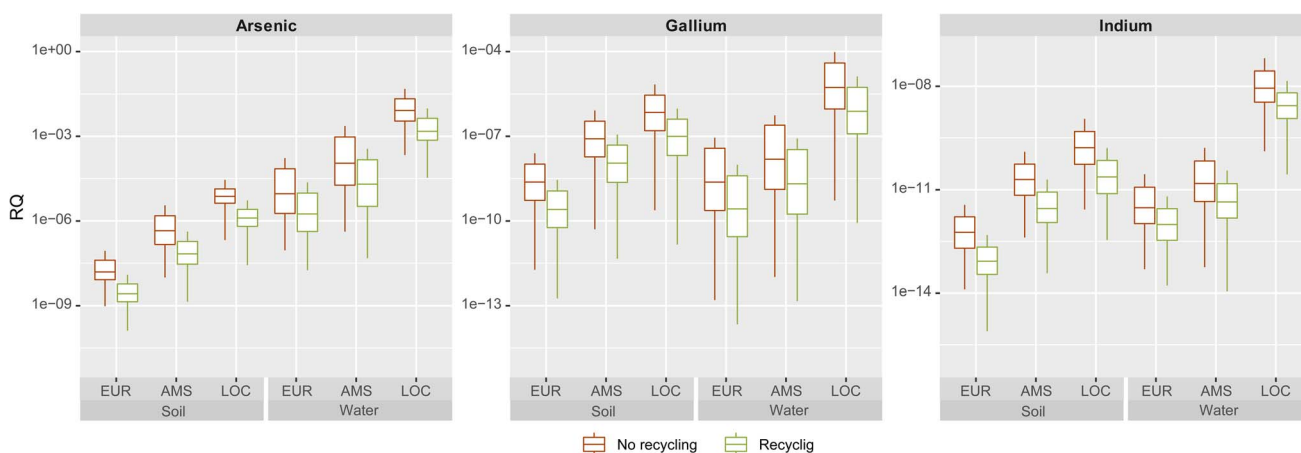 Arsenic
Gallium
Indium
RQ
1e+00
1e−03
1e−06
1e−09
1e−04
1e−07
1e−10
1e−13
1e−08
1e−11
1e−14
EUR AMS LOC EUR AMS LOC
Soil Water
EUR AMS LOC EUR AMS LOC
Soil Water
EUR AMS LOC EUR AMS LOC
Soil Water
No recycling Recyclig